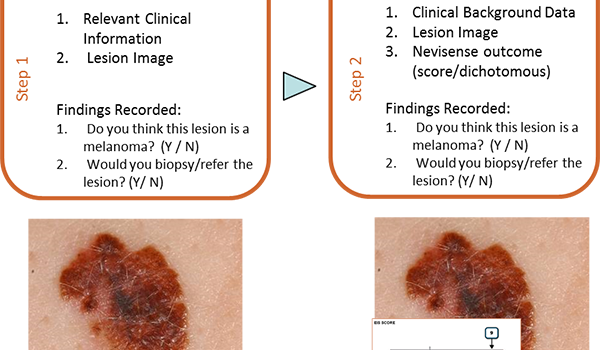 Step 1
1. Relevant Clinical
Information
2. Lesion Image
Findings Recorded:
1. Do you think this lesion is a
melanoma? (Y / N)
2. Would you biopsy/refer the
lesion? (Y/ N)
Step 2
1. Clinical Background Data
2. Lesion Image
3. Nevisense outcome
(score/dichotomous)
Findings Recorded:
1. Do you think this lesion is a
melanoma? (Y / N)
2. Would you biopsy/refer the
lesion? (Y/ N)
EIS SCORE
9